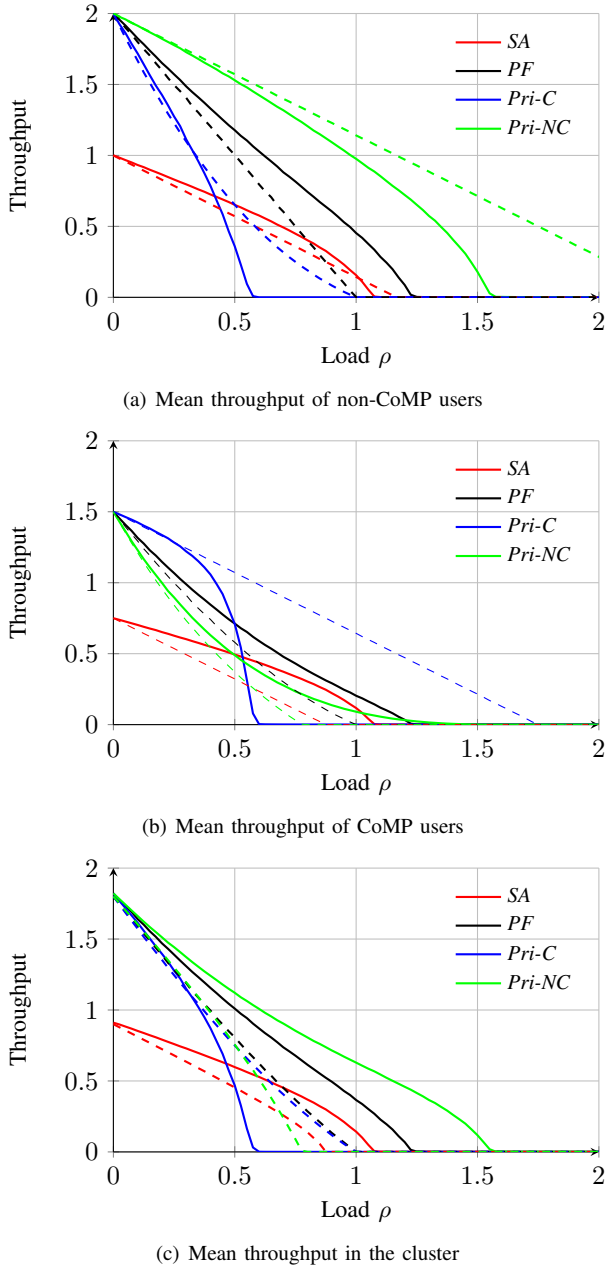 2
1.5
1
0.5
0
0
0.5
1
1.5
2
Throughput
Load ρ
SA
PF
Pri-C
Pri-NC
(a) Mean throughput of non-CoMP users
2
1.5
1
0.5
0
0
0.5
1
1.5
2
Throughput
Load ρ
SA
PF
Pri-C
Pri-NC
(b) Mean throughput of CoMP users
2
1.5
1
0.5
0
0
0.5
1
1.5
2
Throughput
Load ρ
SA
PF
Pri-C
Pri-NC
(c) Mean throughput in the cluster